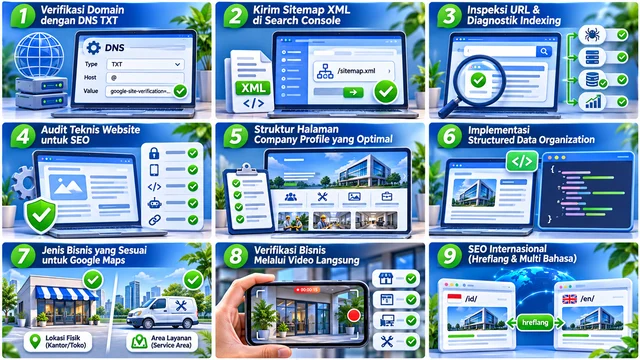 1
Verifikasi Domain
dengan DNS TXT
DNS
Type
TXT
Host
@
Value
google-site-verification=...
2
Kirim Sitemap XML
di Search Console
XML
</>
/sitemap.xml
3
Inspeksi URL &
Diagnostik Indexing
4
Audit Teknis Website
untuk SEO
</>
5
Struktur Halaman
Company Profile yang Optimal
6
Implementasi
Structured Data Organization
</>
7
Jenis Bisnis yang Sesuai
untuk Google Maps
Lokasi Fisik
(Kantor/Toko)
Area Layanan
(Service Area)
8
Verifikasi Bisnis
Melalui Video Langsung
9
SEO Internasional
(Hreflang & Multi Bahasa)
/id/
/en/
hreflang